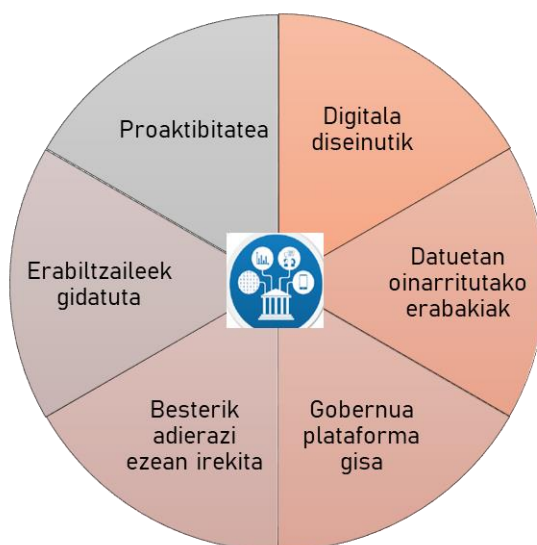 Digitala
diseinutik
Datuetan
oinarritutako
erabakiak
Gobernua
plataforma
gisa
Besterik
adierazi
ezean irekita
Erabiltzaileek
gidatuta
Proaktibitatea